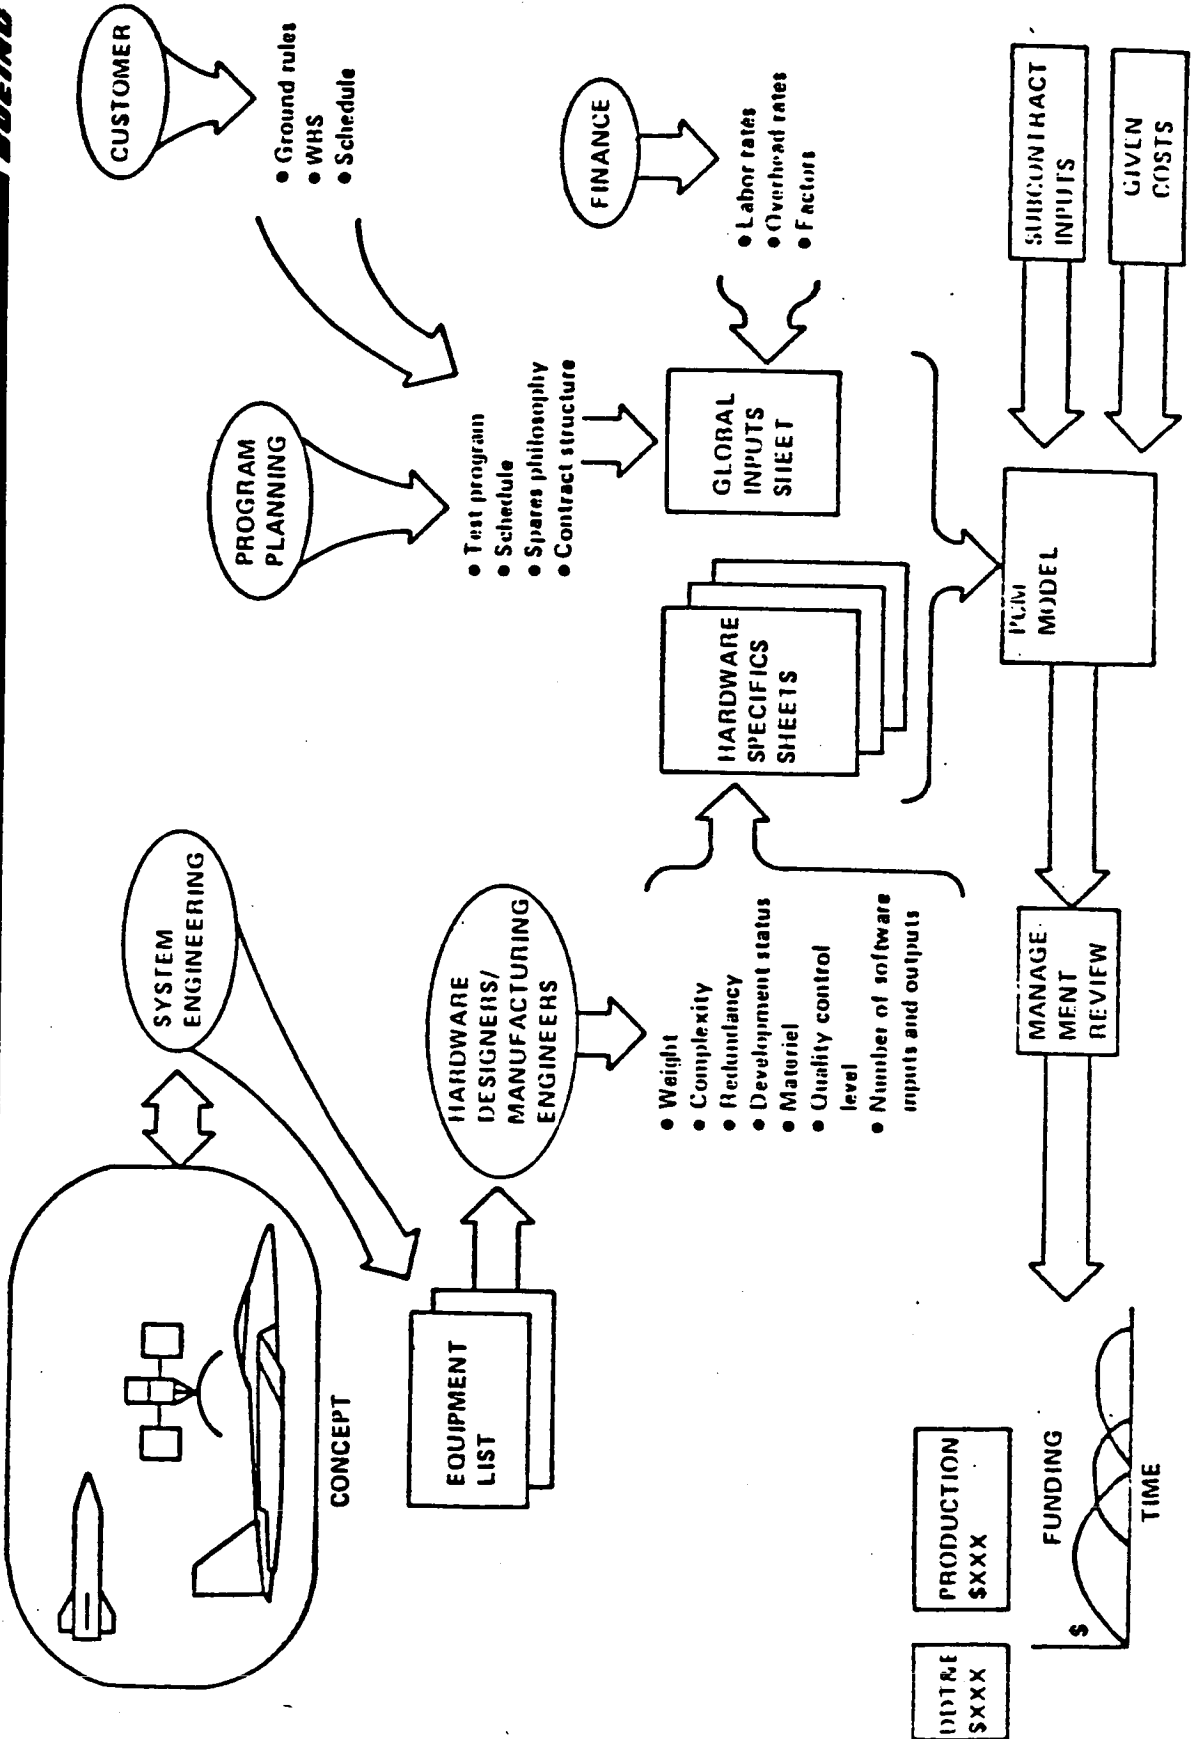 BOEING
CUSTOMER
• Ground rules
• WBS
• Schedule
PROGRAM
PLANNING
• Test program
• Schedule
• Spares philosophy
• Contract structure
FINANCE
• Labor rates
• Overhead rates
• Factors
SYSTEM
ENGINEERING
CONCEPT
EQUIPMENT
LIST
HARDWARE
DESIGNERS/
MANUFACTURING
ENGINEERS
• Weight
• Complexity
• Redundancy
• Development status
• Materiel
• Quality control
level
• Number of software
inputs and outputs
HARDWARE
SPECIFICS
SHEETS
GLOBAL
INPUTS
SHEET
SUBCONTRACT
INPUTS
GIVEN
COSTS
PCM
MODEL
MANAGE
MENT
REVIEW
DDT&E
$XXX
PRODUCTION
$XXX
FUNDING
$
TIME